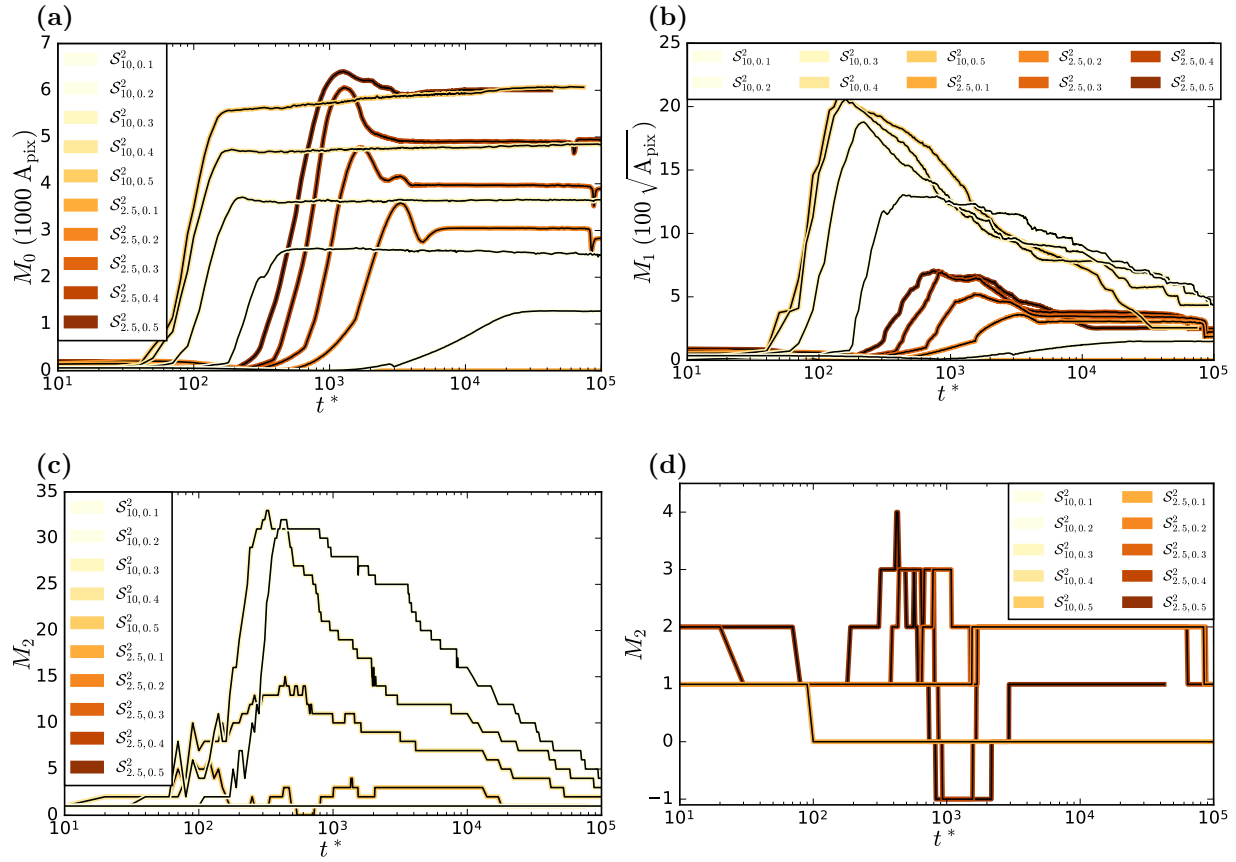 (a)
7
6
5
4
3
2
1
0
M₀ (1000 A_pix)
S²₁₀,₀.₁
S²₁₀,₀.₂
S²₁₀,₀.₃
S²₁₀,₀.₄
S²₁₀,₀.₅
S²₂.₅,₀.₁
S²₂.₅,₀.₂
S²₂.₅,₀.₃
S²₂.₅,₀.₄
S²₂.₅,₀.₅
10¹ 10² 10³ 10⁴ 10⁵
t*
(b)
S²₁₀,₀.₁ S²₁₀,₀.₃ S²₁₀,₀.₅ S²₂.₅,₀.₂ S²₂.₅,₀.₄
S²₁₀,₀.₂ S²₁₀,₀.₄ S²₂.₅,₀.₁ S²₂.₅,₀.₃ S²₂.₅,₀.₅
25
20
15
10
5
0
M₁ (100 √A_pix)
10¹ 10² 10³ 10⁴ 10⁵
t*
(c)
35
30
25
20
15
10
5
0
M₂
S²₁₀,₀.₁
S²₁₀,₀.₂
S²₁₀,₀.₃
S²₁₀,₀.₄
S²₁₀,₀.₅
S²₂.₅,₀.₁
S²₂.₅,₀.₂
S²₂.₅,₀.₃
S²₂.₅,₀.₄
S²₂.₅,₀.₅
10¹ 10² 10³ 10⁴ 10⁵
t*
(d)
4
3
2
1
0
−1
M₂
S²₁₀,₀.₁ S²₂.₅,₀.₁
S²₁₀,₀.₂ S²₂.₅,₀.₂
S²₁₀,₀.₃ S²₂.₅,₀.₃
S²₁₀,₀.₄ S²₂.₅,₀.₄
S²₁₀,₀.₅ S²₂.₅,₀.₅
10¹ 10² 10³ 10⁴ 10⁵
t*